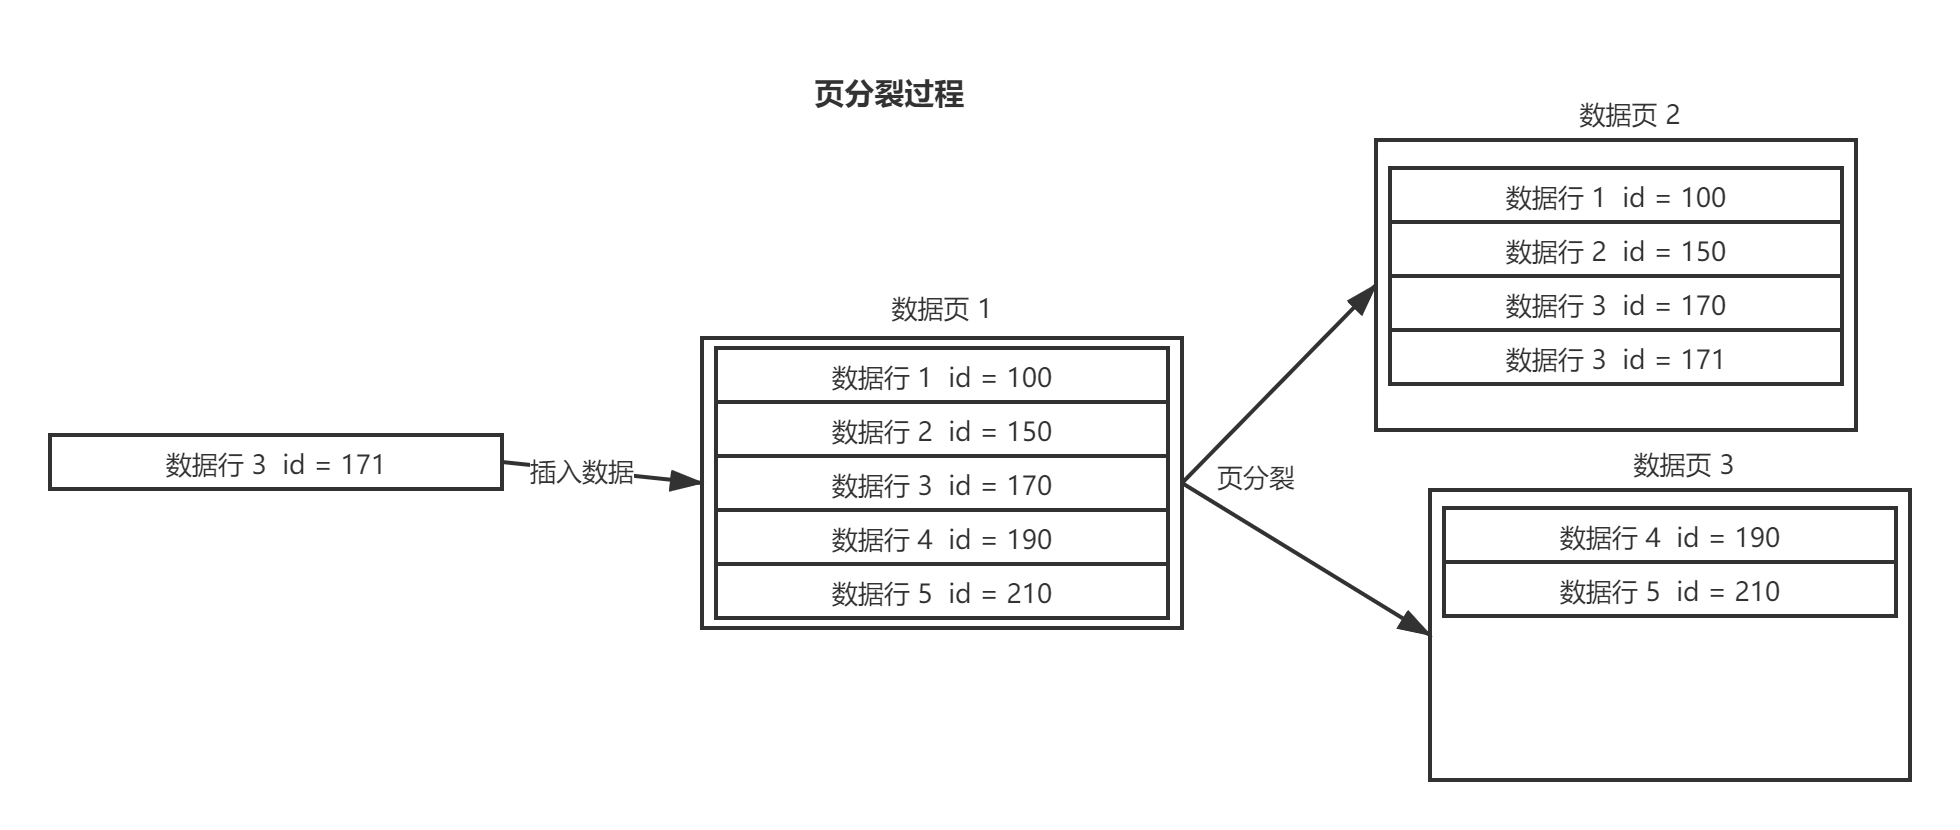 页分裂过程
数据行 3 id = 171
插入数据
数据页 1
数据行 1 id = 100
数据行 2 id = 150
数据行 3 id = 170
数据行 4 id = 190
数据行 5 id = 210
页分裂
数据页 2
数据行 1 id = 100
数据行 2 id = 150
数据行 3 id = 170
数据行 3 id = 171
数据页 3
数据行 4 id = 190
数据行 5 id = 210